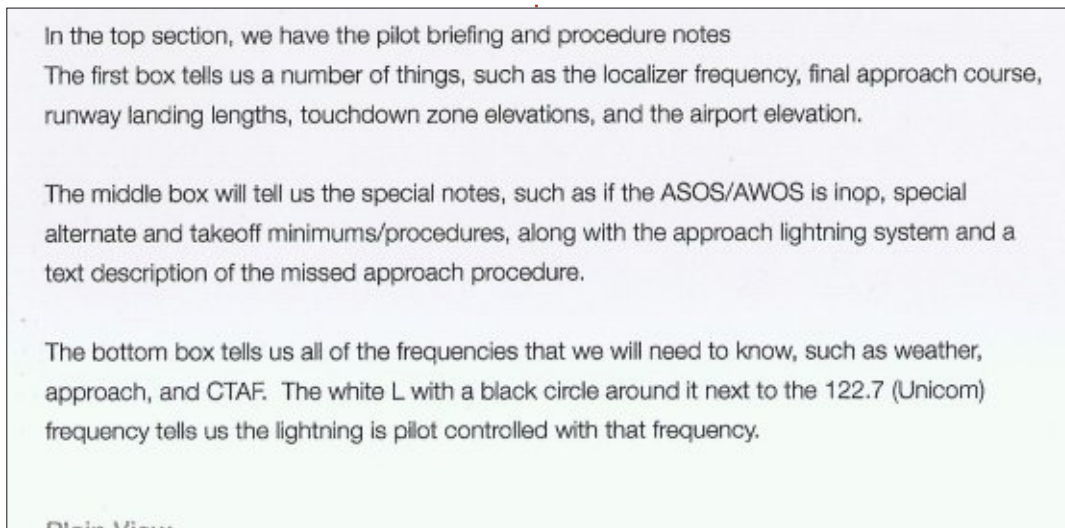 In the top section, we have the pilot briefing and procedure notes
The first box tells us a number of things, such as the localizer frequency, final approach course,
runway landing lengths, touchdown zone elevations, and the airport elevation.
The middle box will tell us the special notes, such as if the ASOS/AWOS is inop, special
alternate and takeoff minimums/procedures, along with the approach lightning system and a
text description of the missed approach procedure.
The bottom box tells us all of the frequencies that we will need to know, such as weather,
approach, and CTAF. The white L with a black circle around it next to the 122.7 (Unicom)
frequency tells us the lightning is pilot controlled with that frequency.
Plain View